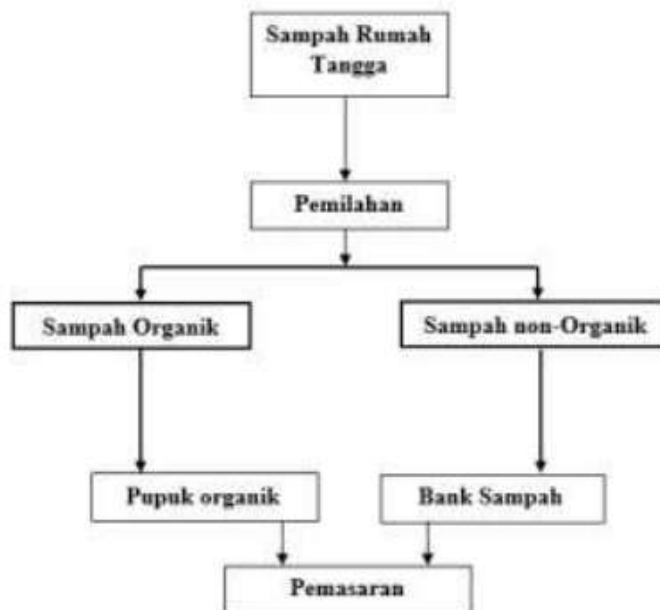 Sampah Rumah
Tangga
Pemilahan
Sampah Organik
Sampah non-Organik
Pupuk organik
Bank Sampah
Pemasaran